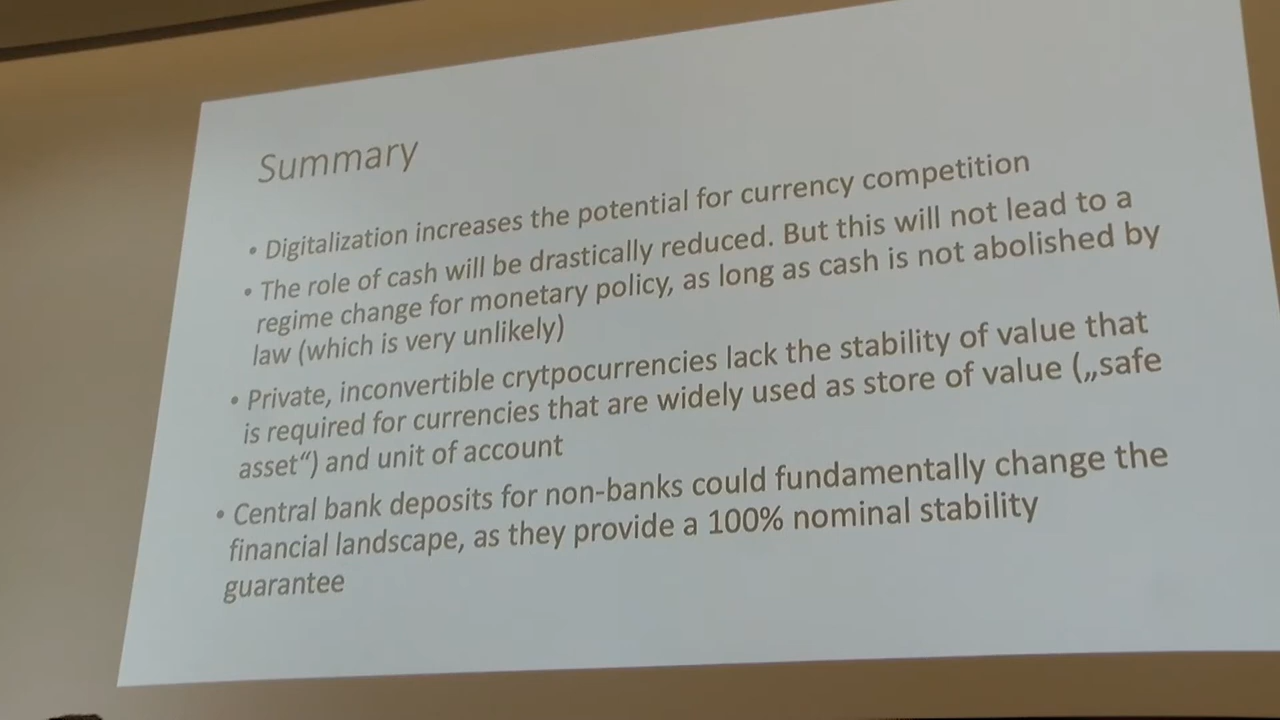 Summary
• Digitalization increases the potential for currency competition
• The role of cash will be drastically reduced. But this will not lead to a
regime change for monetary policy, as long as cash is not abolished by
law (which is very unlikely)
• Private, inconvertible crytpocurrencies lack the stability of value that
is required for currencies that are widely used as store of value („safe
asset“) and unit of account
• Central bank deposits for non-banks could fundamentally change the
financial landscape, as they provide a 100% nominal stability
guarantee